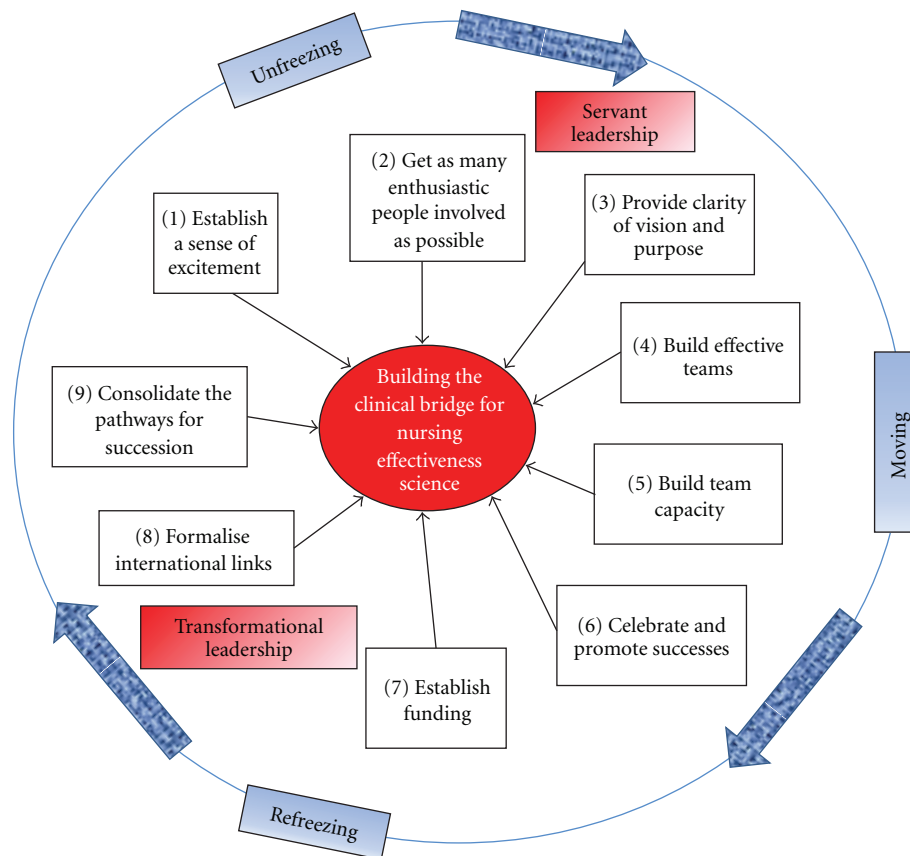 Unfreezing
Servant
leadership
(1) Establish
a sense of
excitement
(2) Get as many
enthusiastic
people involved
as possible
(3) Provide clarity
of vision and
purpose
(4) Build effective
teams
Moving
(5) Build team
capacity
(6) Celebrate and
promote successes
(7) Establish
funding
(8) Formalise
international links
(9) Consolidate the
pathways for
succession
Building the
clinical bridge for
nursing
effectiveness
science
Transformational
leadership
Refreezing